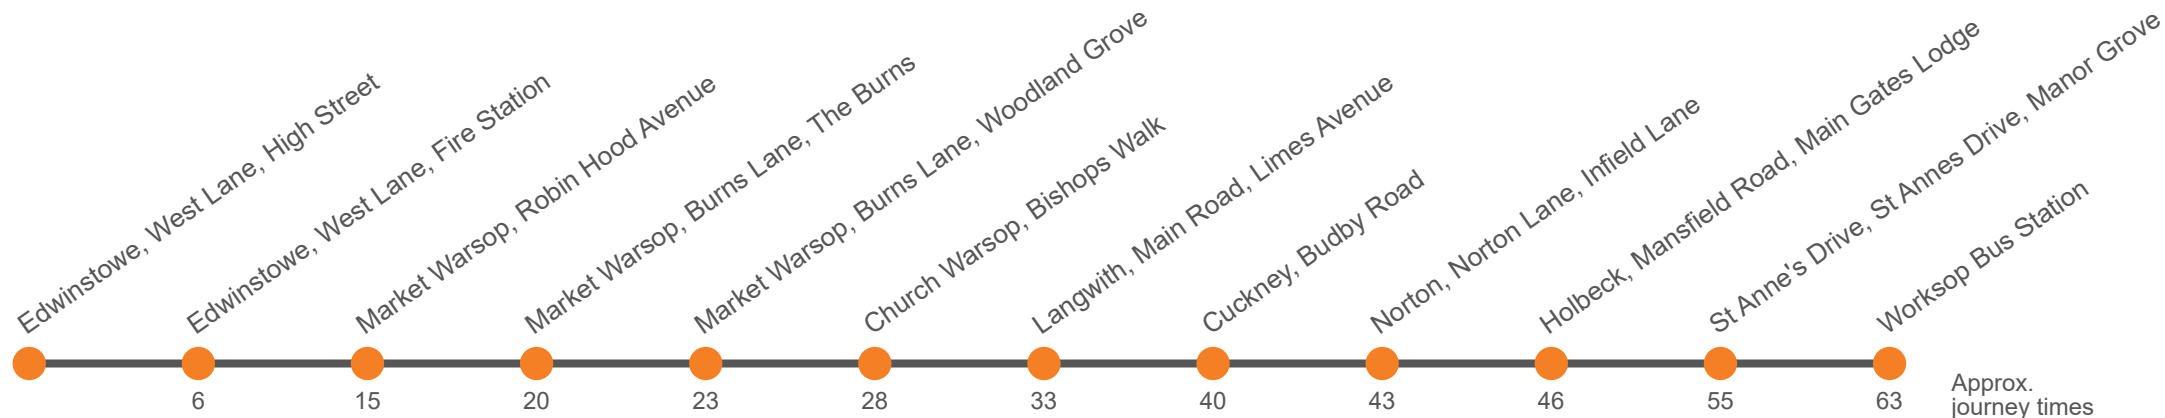 Edwinstowe, West Lane, High Street
Edwinstowe, West Lane, Fire Station
Market Warsop, Robin Hood Avenue
Market Warsop, Burns Lane, The Burns
Market Warsop, Burns Lane, Woodland Grove
Church Warsop, Bishops Walk
Langwith, Main Road, Limes Avenue
Cuckney, Budby Road
Norton, Norton Lane, Infield Lane
Holbeck, Mansfield Road, Main Gates Lodge
St Anne's Drive, St Annes Drive, Manor Grove
Worksop Bus Station
6 15 20 23 28 33 40 43 46 55 63
Approx.
journey times